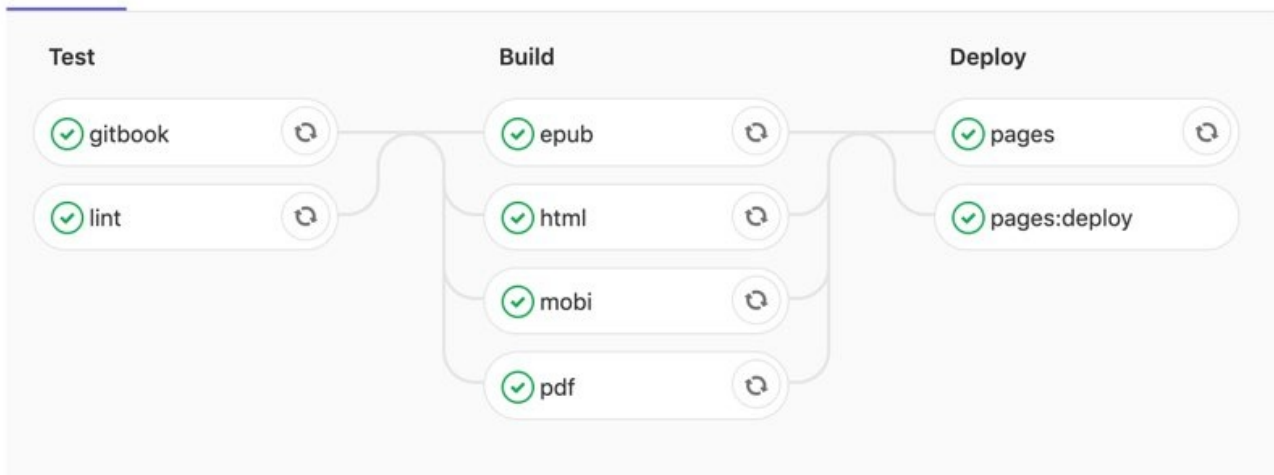 Test
gitbook
lint
Build
epub
html
mobi
pdf
Deploy
pages
pages:deploy